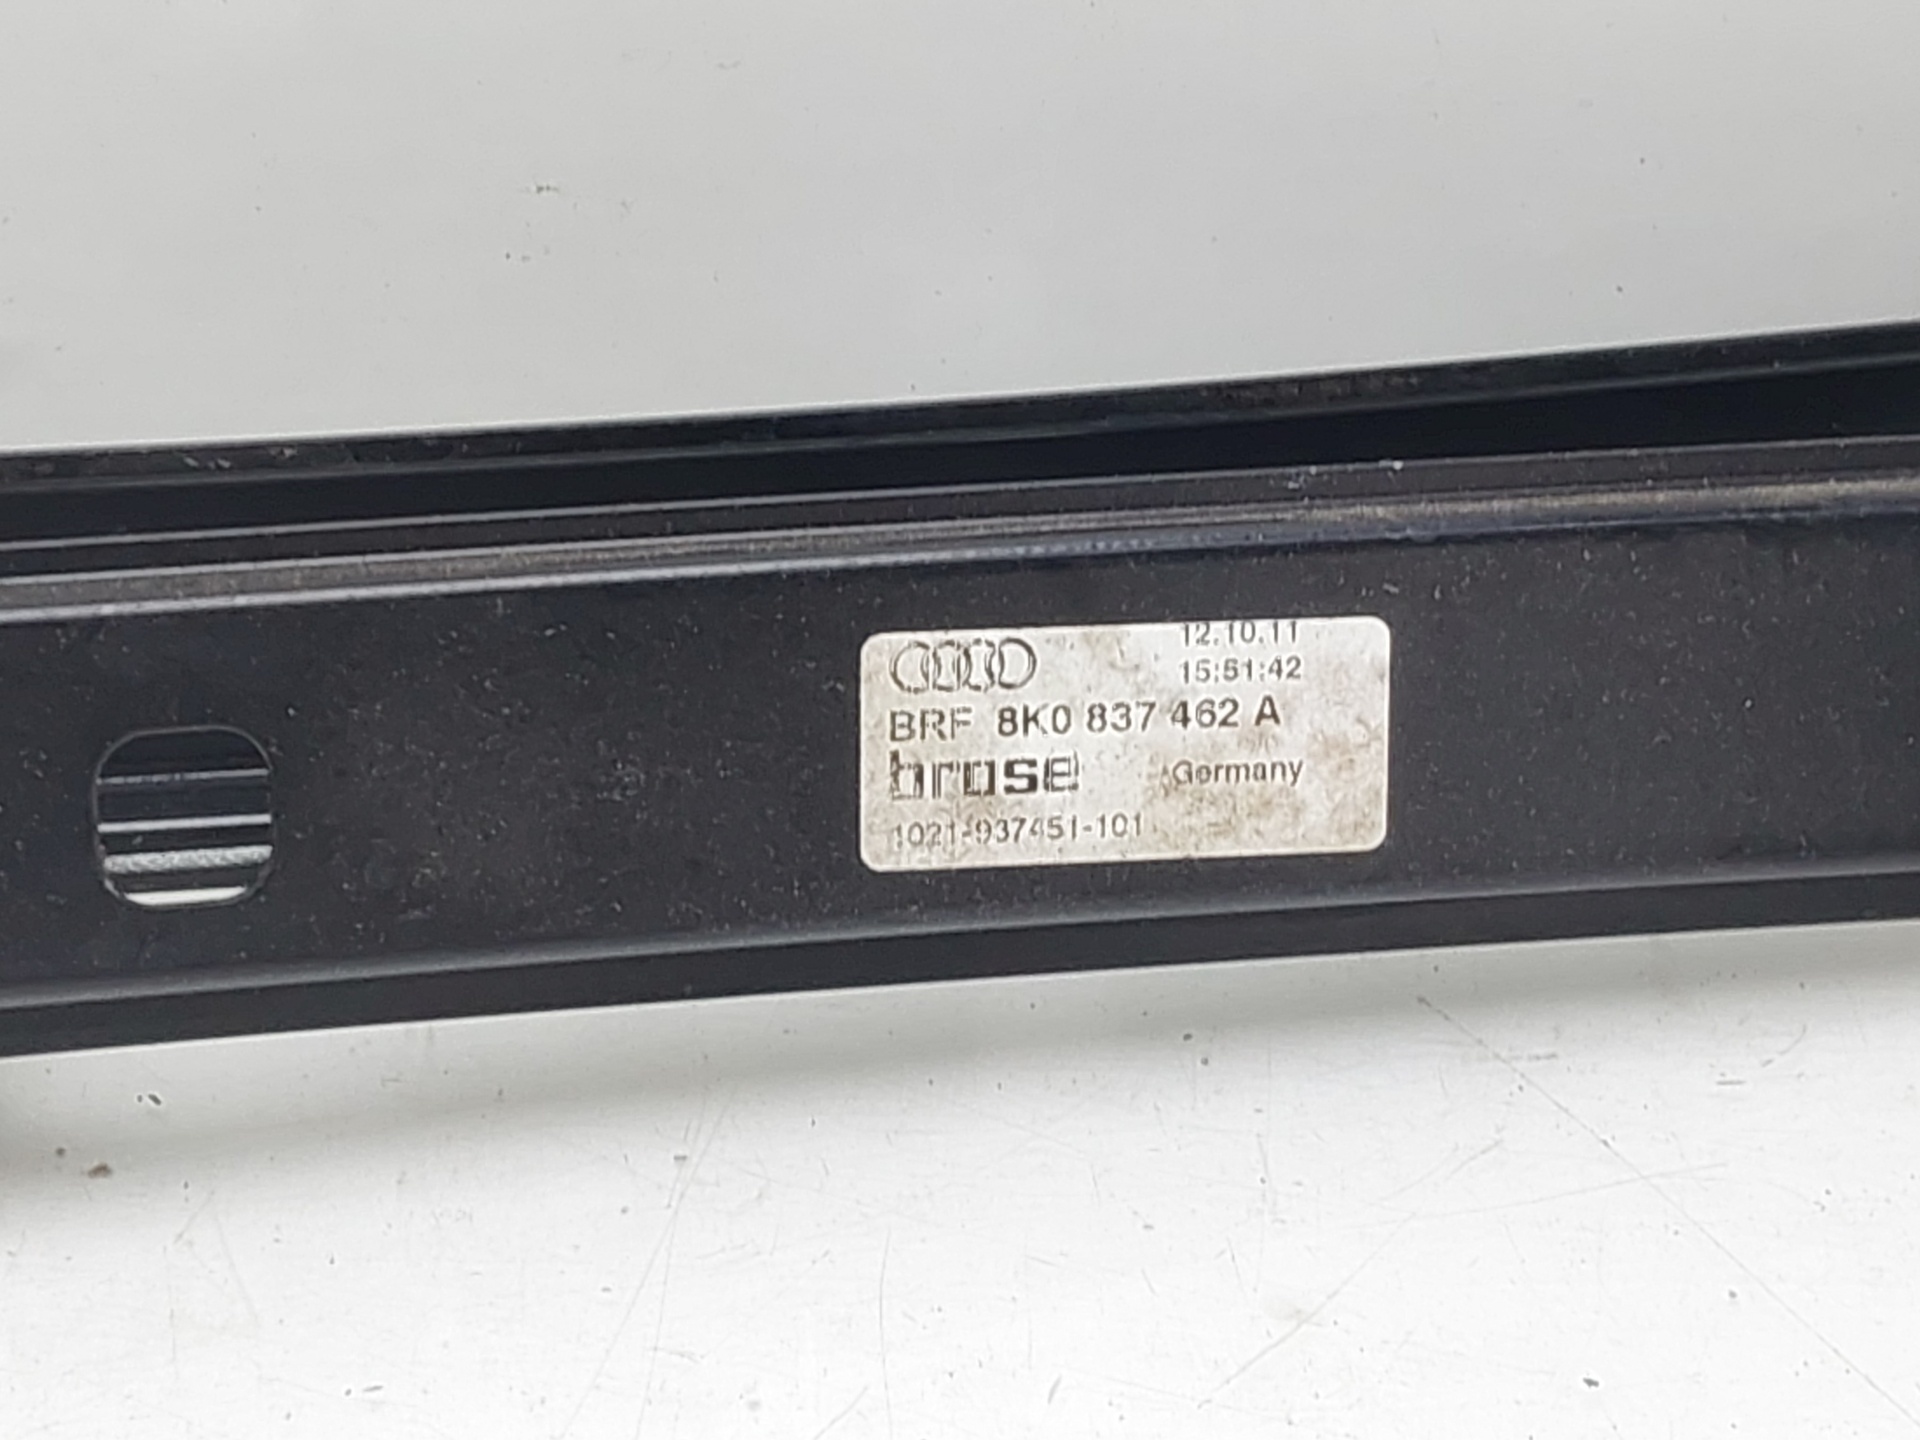 12.10.11
15:51:42
BRF 8K0 837 462 A
brose Germany
1021-937451-101